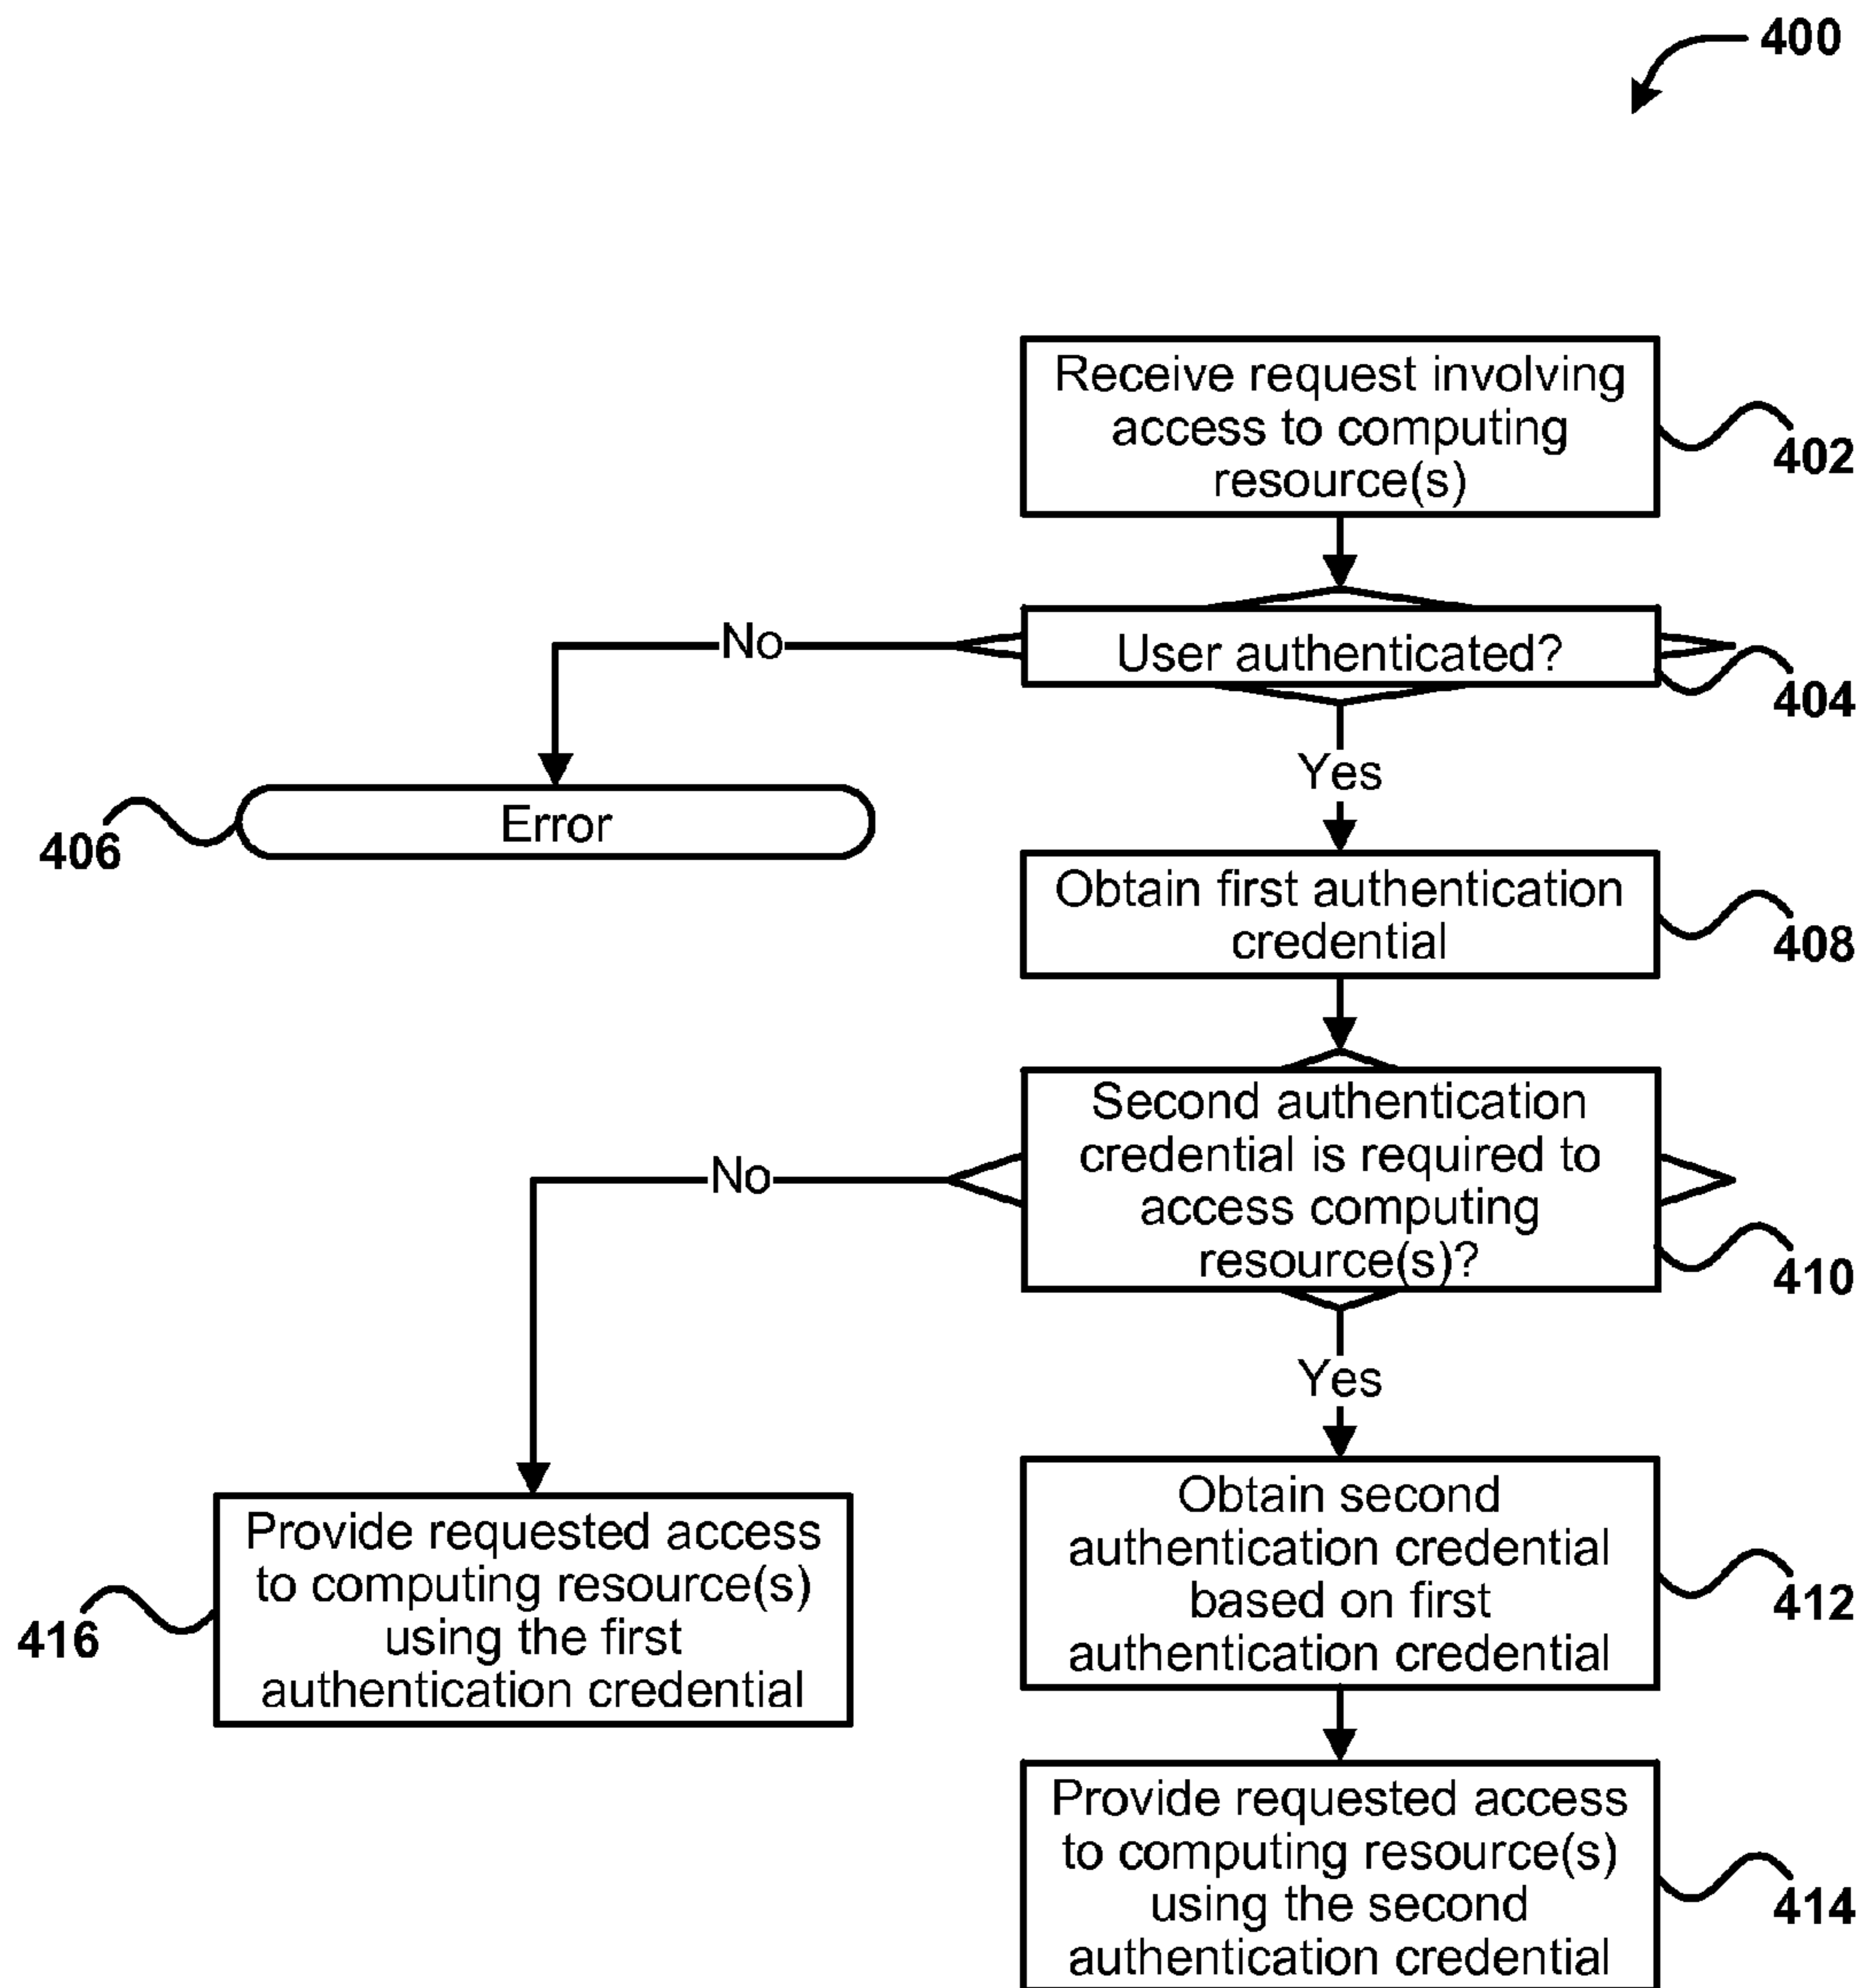 400
Receive request involving
access to computing
resource(s)
402
No
User authenticated?
404
Yes
Error
406
Obtain first authentication
credential
408
Second authentication
credential is required to
access computing
resource(s)?
410
No
Yes
Provide requested access
to computing resource(s)
using the first
authentication credential
416
Obtain second
authentication credential
based on first
authentication credential
412
Provide requested access
to computing resource(s)
using the second
authentication credential
414